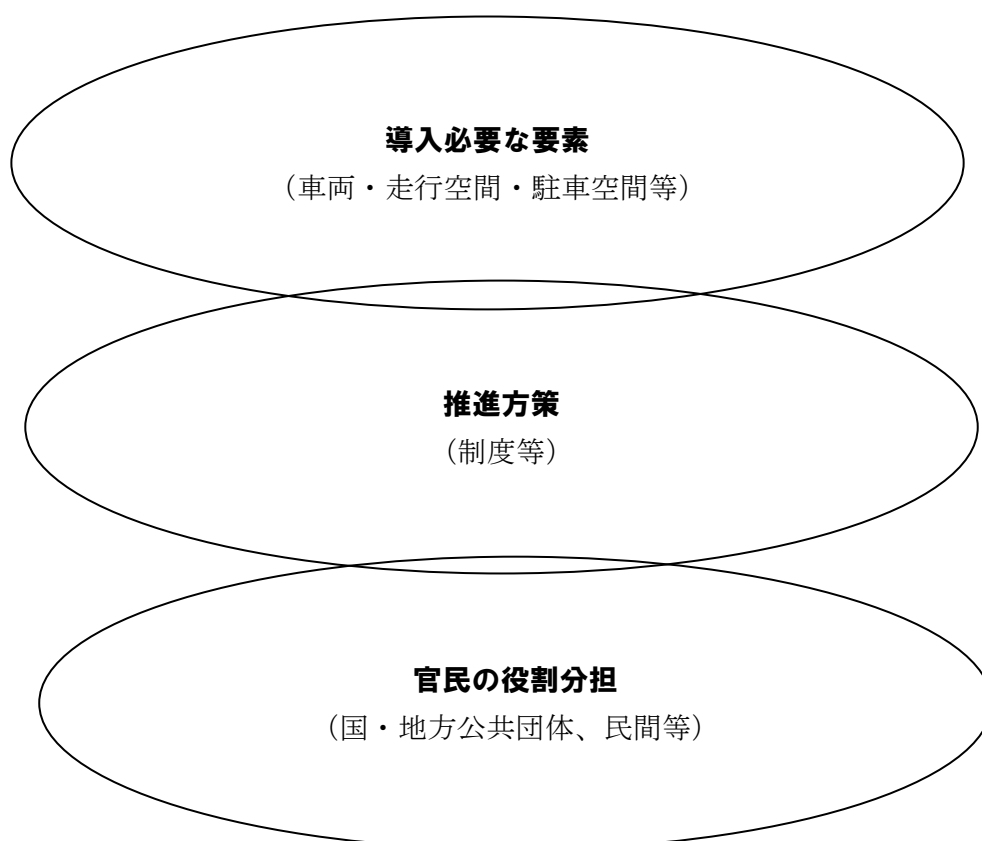 導入必要な要素
（車両・走行空間・駐車空間等）
推進方策
（制度等）
官民の役割分担
（国・地方公共団体、民間等）